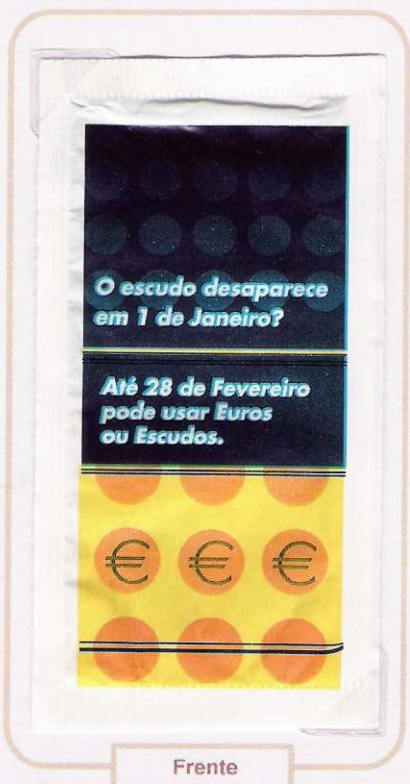 O escudo desaparece
em 1 de Janeiro?
Até 28 de Fevereiro
pode usar Euros
ou Escudos.
€ € €
Frente